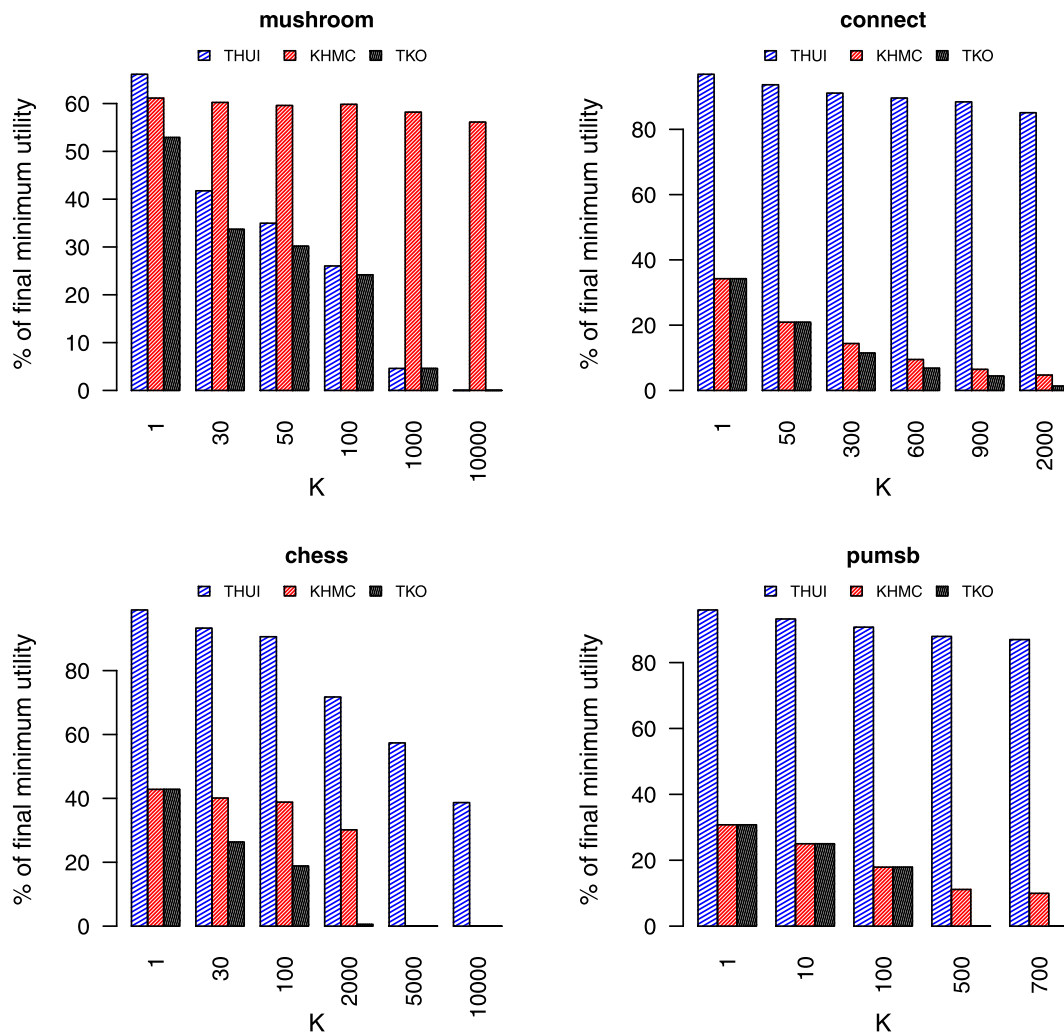 mushroom
THUI KHMC TKO
% of final minimum utility
60
50
40
30
20
10
0
1 30 50 100 1000 10000
K
connect
THUI KHMC TKO
% of final minimum utility
80
60
40
20
0
1 50 300 600 900 2000
K
chess
THUI KHMC TKO
% of final minimum utility
80
60
40
20
0
1 30 100 2000 5000 10000
K
pumsb
THUI KHMC TKO
% of final minimum utility
80
60
40
20
0
1 10 100 500 700
K